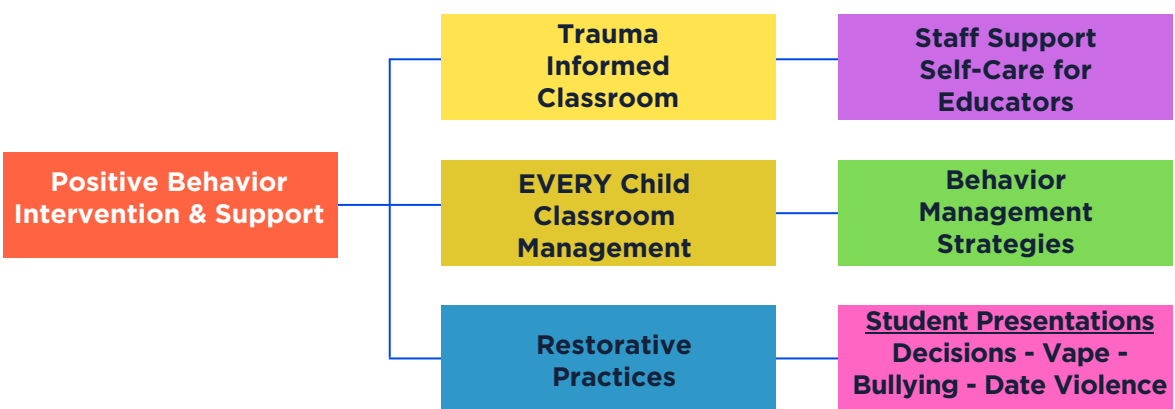 Positive Behavior
Intervention & Support
Trauma
Informed
Classroom
Staff Support
Self-Care for
Educators
EVERY Child
Classroom
Management
Behavior
Management
Strategies
Restorative
Practices
Student Presentations
Decisions - Vape -
Bullying - Date Violence